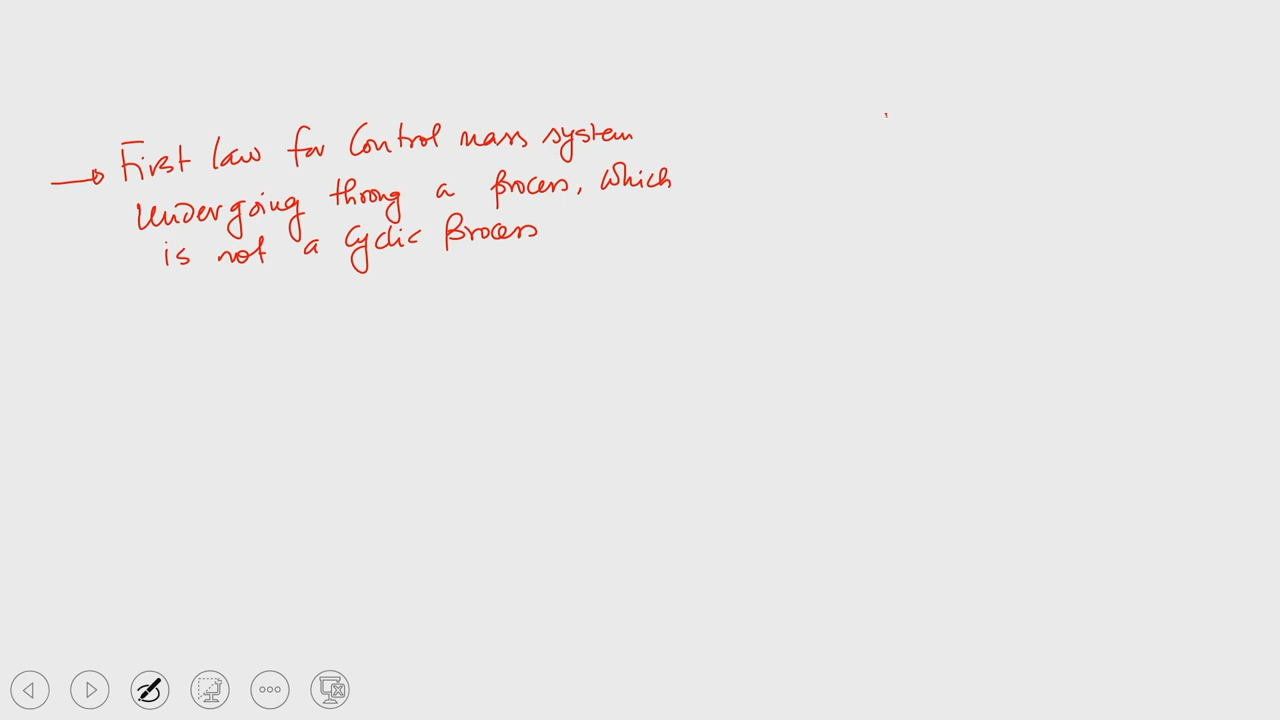 First law for Control mass system
Undergoing throng a process, which
is not a Cyclic Process